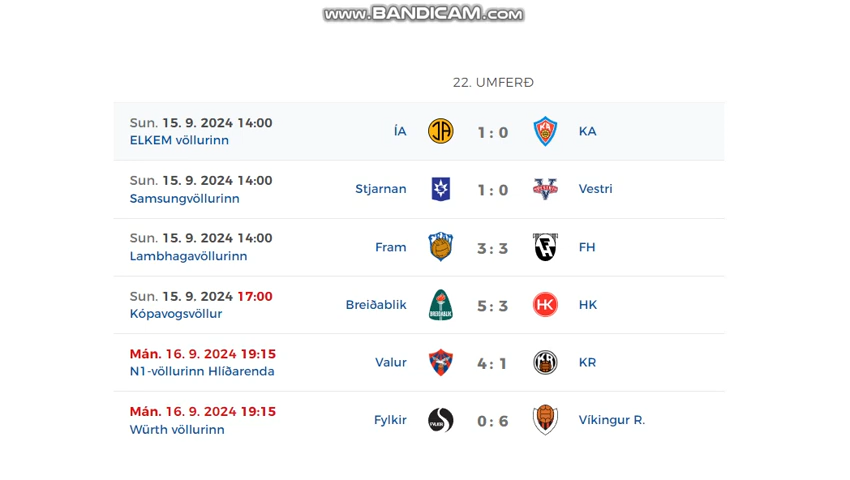 www.BANDICAM.com
22. UMFERÐ
Sun. 15. 9. 2024 14:00
ELKEM völlurinn
ÍA 1 : 0 KA
Sun. 15. 9. 2024 14:00
Samsungvöllurinn
Stjarnan 1 : 0 Vestri
Sun. 15. 9. 2024 14:00
Lambhagavöllurinn
Fram 3 : 3 FH
Sun. 15. 9. 2024 17:00
Kópavogsvöllur
Breiðablik 5 : 3 HK
Mán. 16. 9. 2024 19:15
N1-völlurinn Hlíðarenda
Valur 4 : 1 KR
Mán. 16. 9. 2024 19:15
Würth völlurinn
Fylkir 0 : 6 Víkingur R.